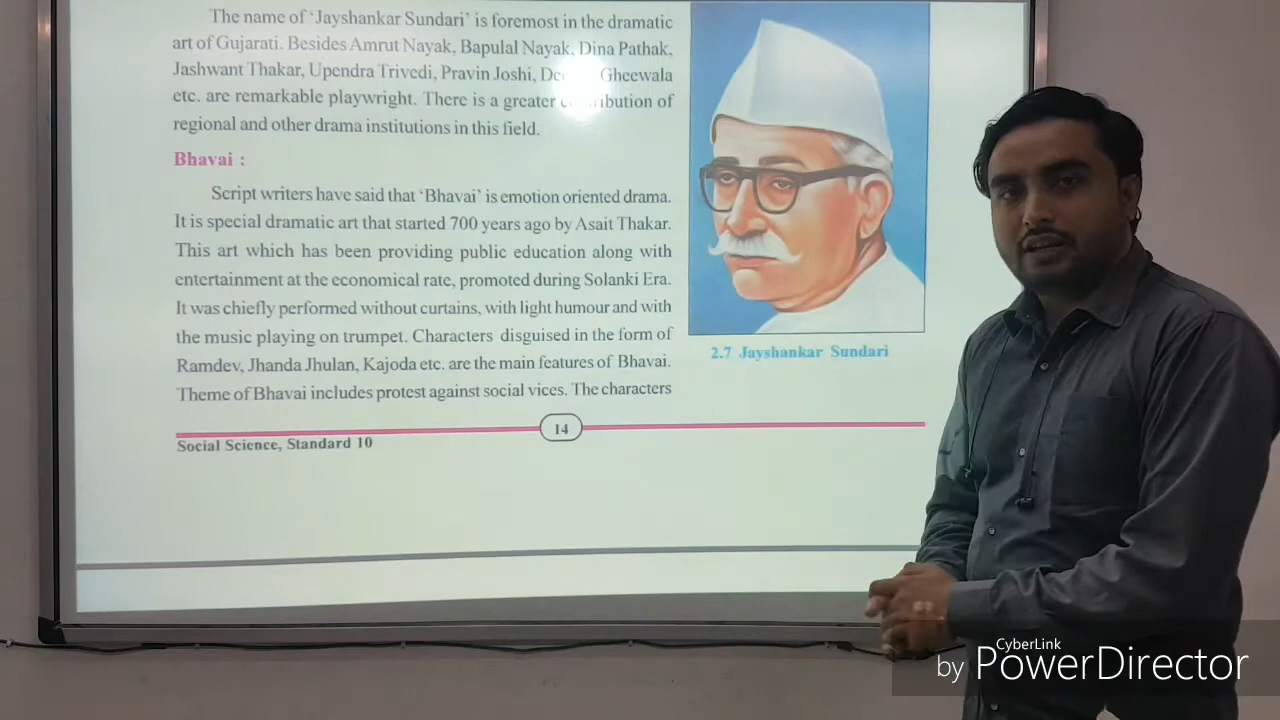 The name of ‘Jayshankar Sundari’ is foremost in the dramatic
art of Gujarati. Besides Amrut Nayak, Bapulal Nayak, Dina Pathak,
Jashwant Thakar, Upendra Trivedi, Pravin Joshi, Gheewala
etc. are remarkable playwright. There is a greater of
regional and other drama institutions in this field.
Bhavai :
Script writers have said that ‘Bhavai’ is emotion oriented drama.
It is special dramatic art that started 700 years ago by Asait Thakar.
This art which has been providing public education along with
entertainment at the economical rate, promoted during Solanki Era.
It was chiefly performed without curtains, with light humour and with
the music playing on trumpet. Characters disguised in the form of
Ramdev, Jhanda Jhulan, Kajoda etc. are the main features of Bhavai.
Theme of Bhavai includes protest against social vices. The characters
2.7 Jayshankar Sundari
14
Social Science, Standard 10
CyberLink
by PowerDirector